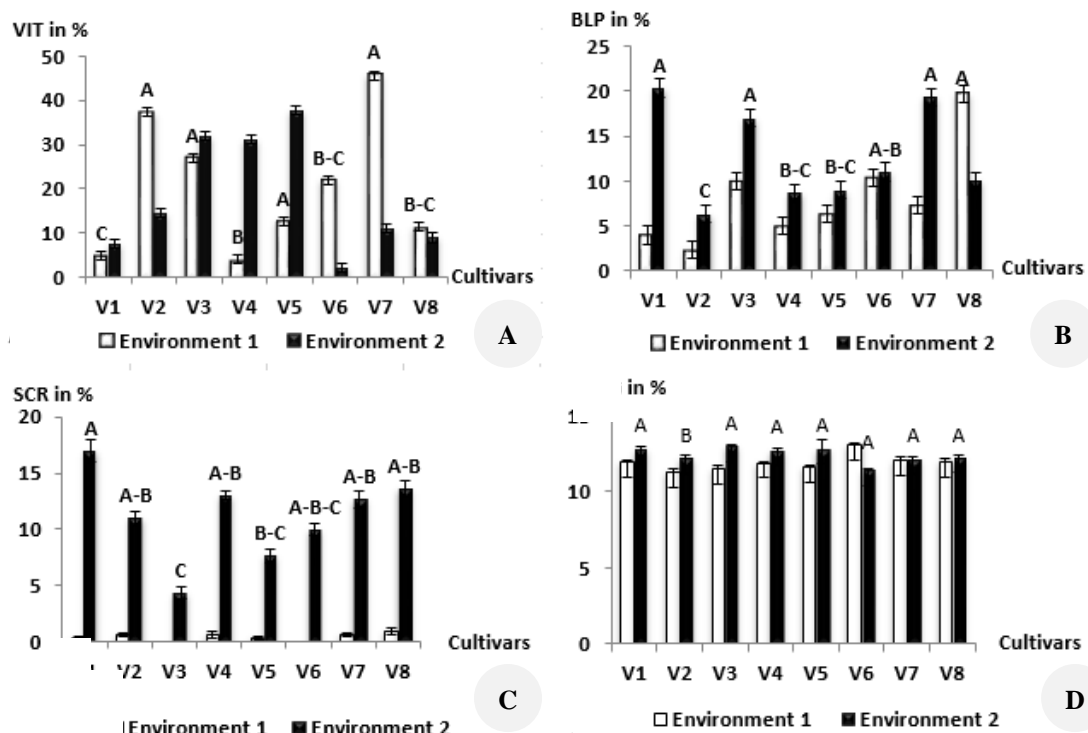 VIT in %
50
40
30
20
10
0
A
A
A
B-C
A
B-C
C
B
Cultivars
V1 V2 V3 V4 V5 V6 V7 V8
Environment 1 Environment 2
A
BLP in %
25
20
15
10
5
0
A
A
A
A
A-B
B-C
B-C
C
Cultivars
V1 V2 V3 V4 V5 V6 V7 V8
Environment 1 Environment 2
B
SCR in %
20
15
10
5
0
A
A-B
C
A-B
B-C
A-B-C
A-B
A-B
Cultivars
V2 V3 V4 V5 V6 V7 V8
Environment 1 Environment 2
C
in %
10
0
A B A A A A A A
Cultivars
V1 V2 V3 V4 V5 V6 V7 V8
Environment 1 Environment 2
D